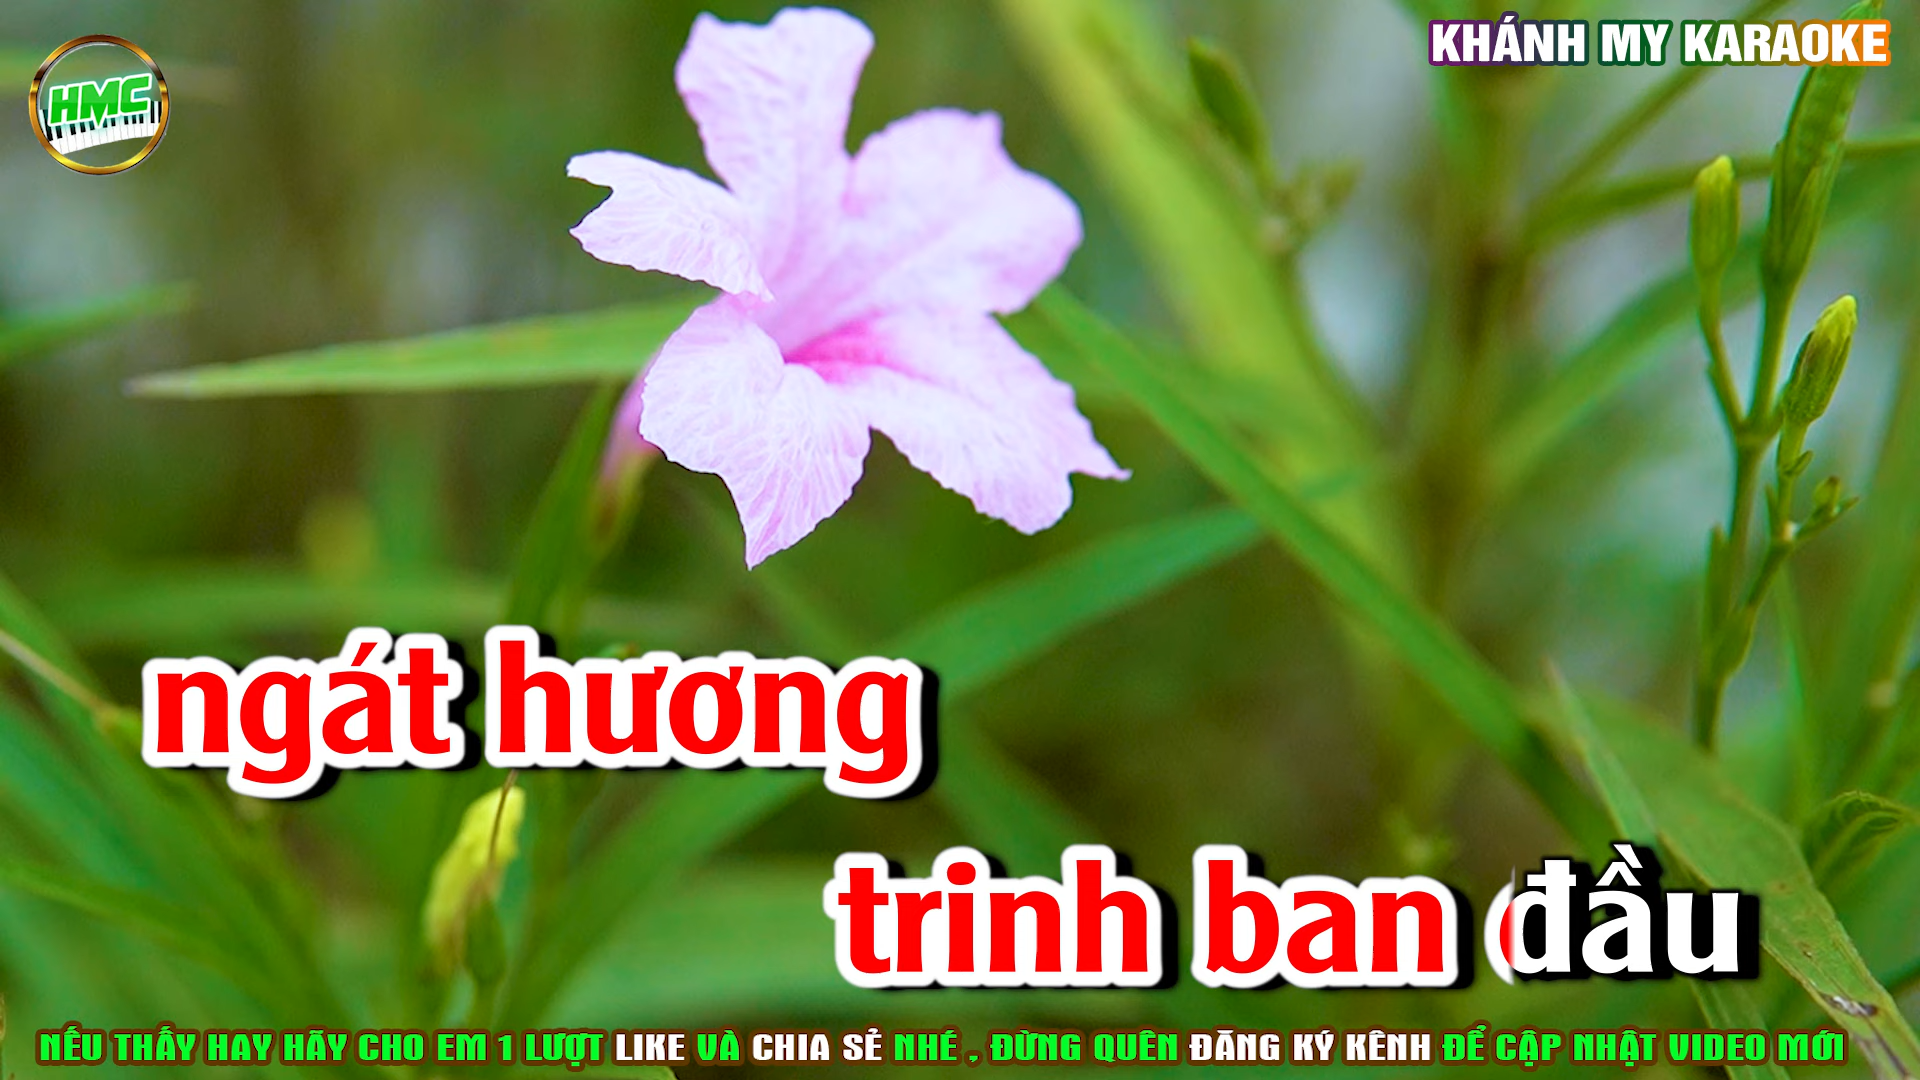 KHÁNH MY KARAOKE
HMC
ngát hương
trinh ban đầu
NẾU THẤY HAY HÃY CHO EM 1 LƯỢT LIKE VÀ CHIA SẺ NHÉ , ĐỪNG QUÊN ĐĂNG KÝ KÊNH ĐỂ CẬP NHẬT VIDEO MỚI